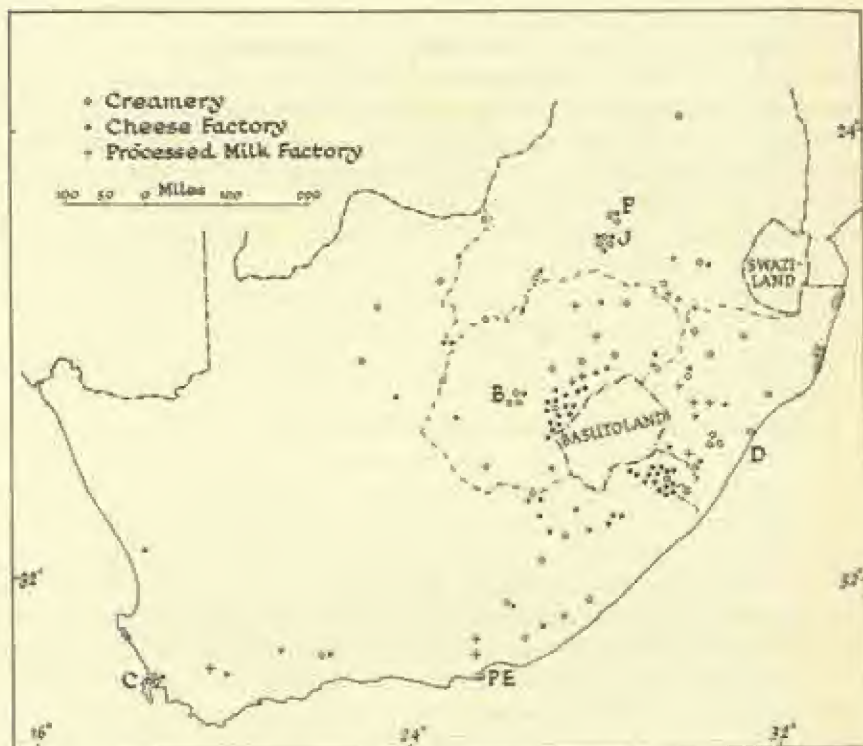 Creamery
Cheese Factory
Processed Milk Factory
100 50 0 Miles 100 200
24°
P
J
SWAZI-
LAND
B
BASUTOLAND
D
32°
32°
C
PE
16°
24°
32°